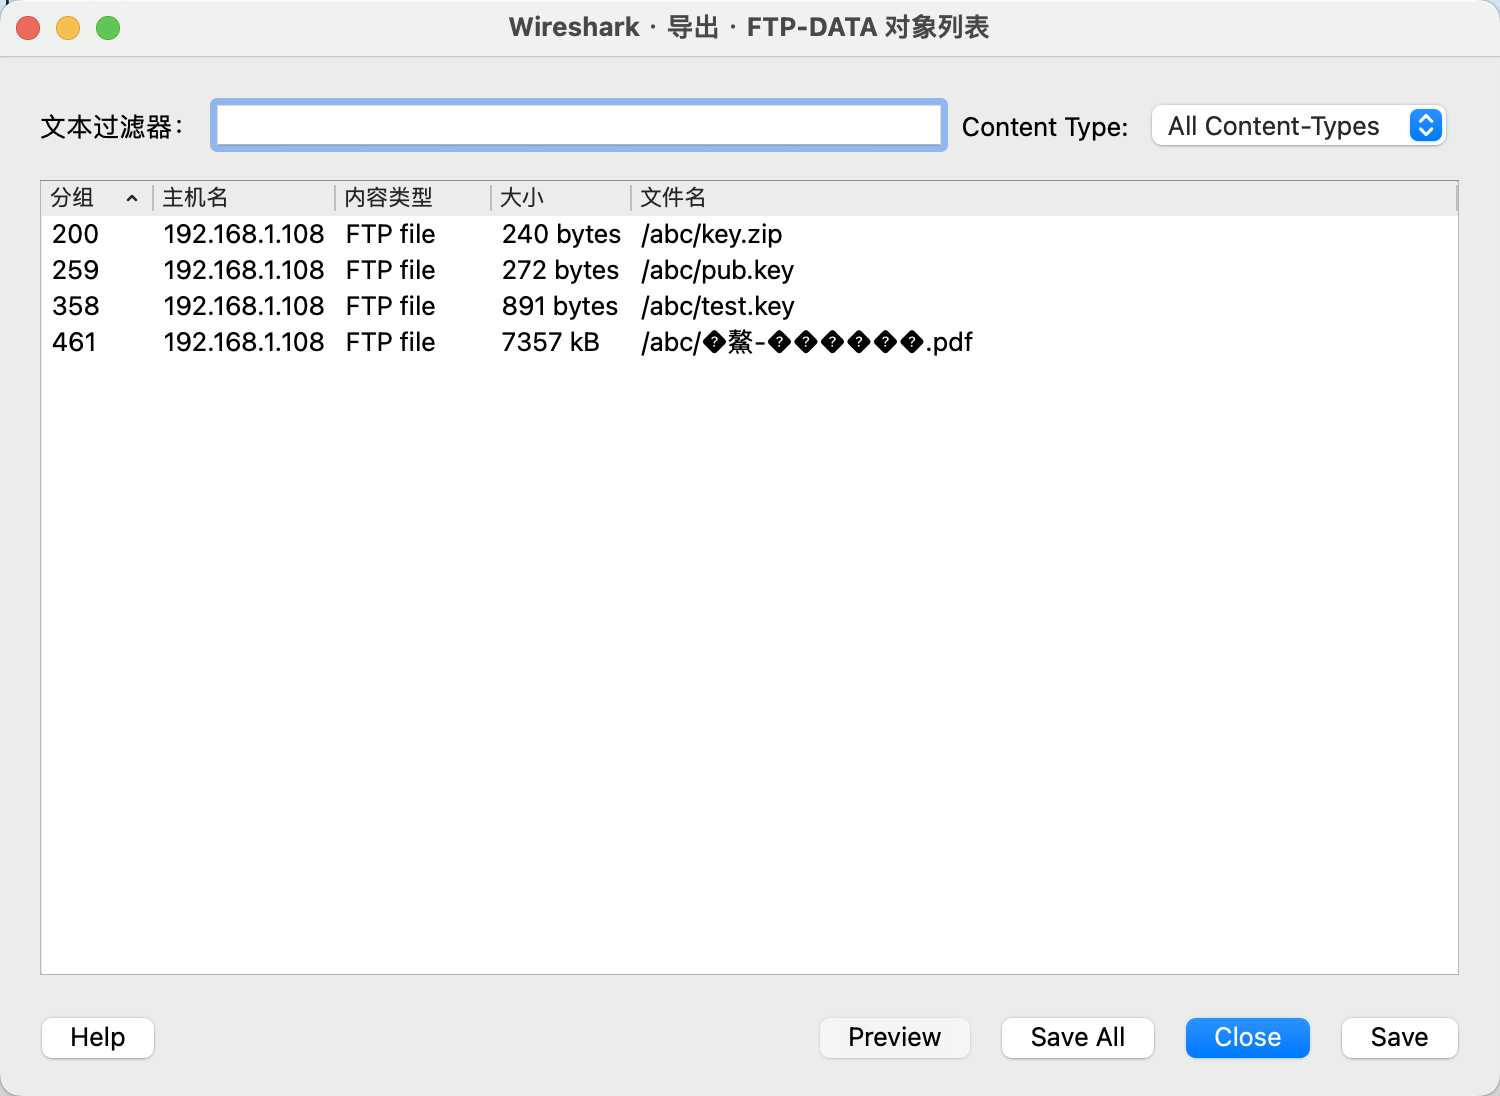 Wireshark · 导出 · FTP-DATA 对象列表
文本过滤器：
Content Type: All Content-Types
分组 主机名 内容类型 大小 文件名
200 192.168.1.108 FTP file 240 bytes /abc/key.zip
259 192.168.1.108 FTP file 272 bytes /abc/pub.key
358 192.168.1.108 FTP file 891 bytes /abc/test.key
461 192.168.1.108 FTP file 7357 kB /abc/�鰲-������.pdf
Help Preview Save All Close Save